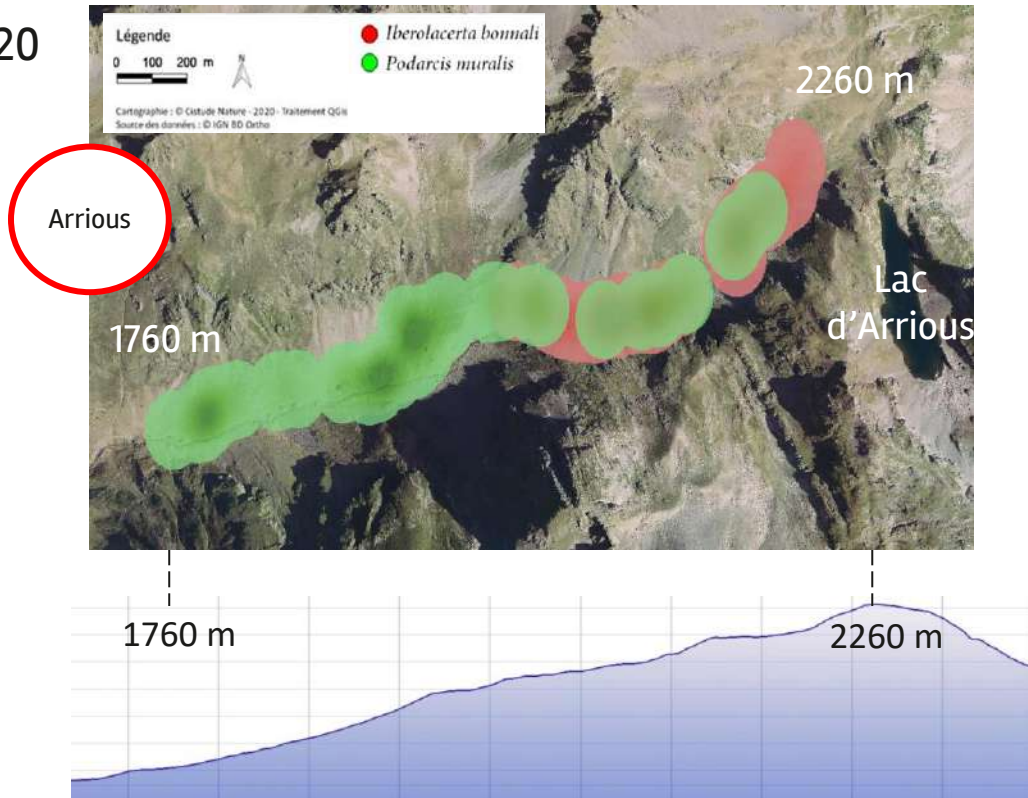 20
Légende
0 100 200 m
N
Iberolacerta bonnali
Podarcis muralis
Cartographie : © Cistude Nature - 2020 - Traitement QGis
Source des données : © IGN BD Ortho
2260 m
Arrious
Lac
d’Arrious
1760 m
1760 m
2260 m